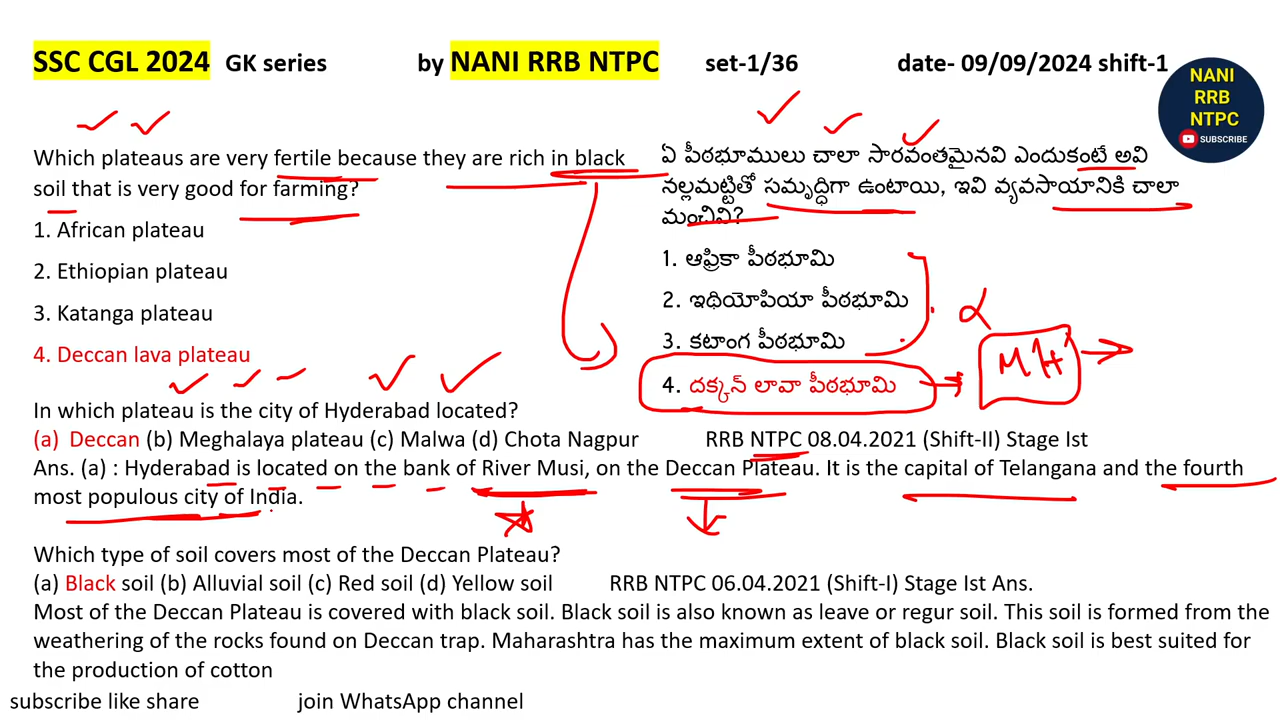 SSC CGL 2024 GK series by NANI RRB NTPC set-1/36 date- 09/09/2024 shift-1
NANI
RRB
NTPC
SUBSCRIBE
Which plateaus are very fertile because they are rich in black
soil that is very good for farming?
1. African plateau
2. Ethiopian plateau
3. Katanga plateau
4. Deccan lava plateau
ఏ పీఠభూములు చాలా సారవంతమైనవి ఎందుకంటే అవి
నల్లమట్టితో సమృద్ధిగా ఉంటాయి, ఇవి వ్యవసాయానికి చాలా
మంచివి?
1. ఆఫ్రికా పీఠభూమి
2. ఇథియోపియా పీఠభూమి
3. కటాంగ పీఠభూమి
4. దక్కన్ లావా పీఠభూమి
MH
In which plateau is the city of Hyderabad located?
(a) Deccan (b) Meghalaya plateau (c) Malwa (d) Chota Nagpur RRB NTPC 08.04.2021 (Shift-II) Stage Ist
Ans. (a) : Hyderabad is located on the bank of River Musi, on the Deccan Plateau. It is the capital of Telangana and the fourth
most populous city of India.
Which type of soil covers most of the Deccan Plateau?
(a) Black soil (b) Alluvial soil (c) Red soil (d) Yellow soil RRB NTPC 06.04.2021 (Shift-I) Stage Ist Ans.
Most of the Deccan Plateau is covered with black soil. Black soil is also known as leave or regur soil. This soil is formed from the
weathering of the rocks found on Deccan trap. Maharashtra has the maximum extent of black soil. Black soil is best suited for
the production of cotton
subscribe like share join WhatsApp channel